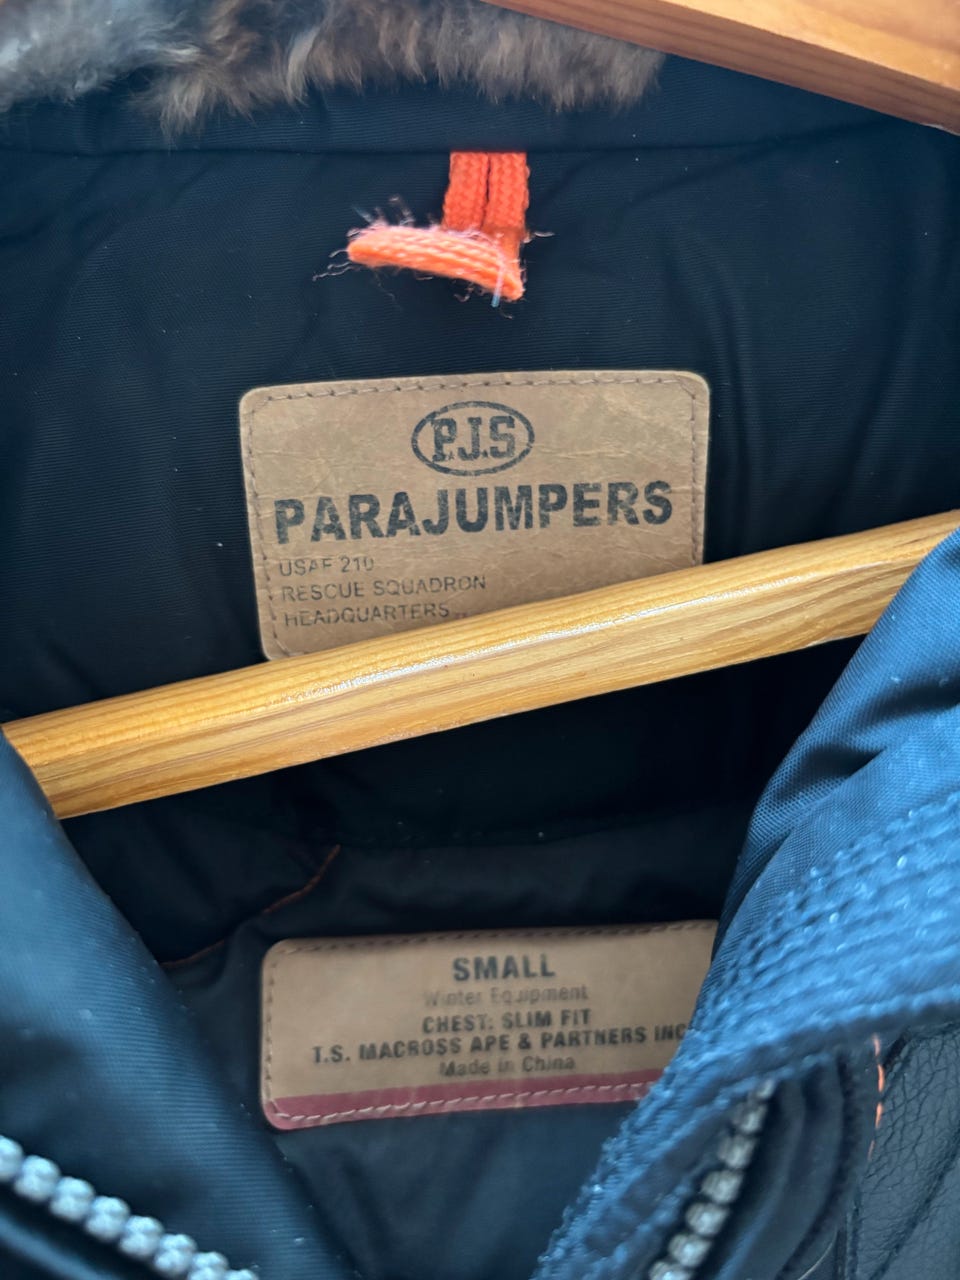 P.J.S
PARAJUMPERS
USAF 210
RESCUE SQUADRON
HEADQUARTERS
SMALL
Winter Equipment
CHEST: SLIM FIT
T.S. MACROSS APE & PARTNERS INC
Made in China